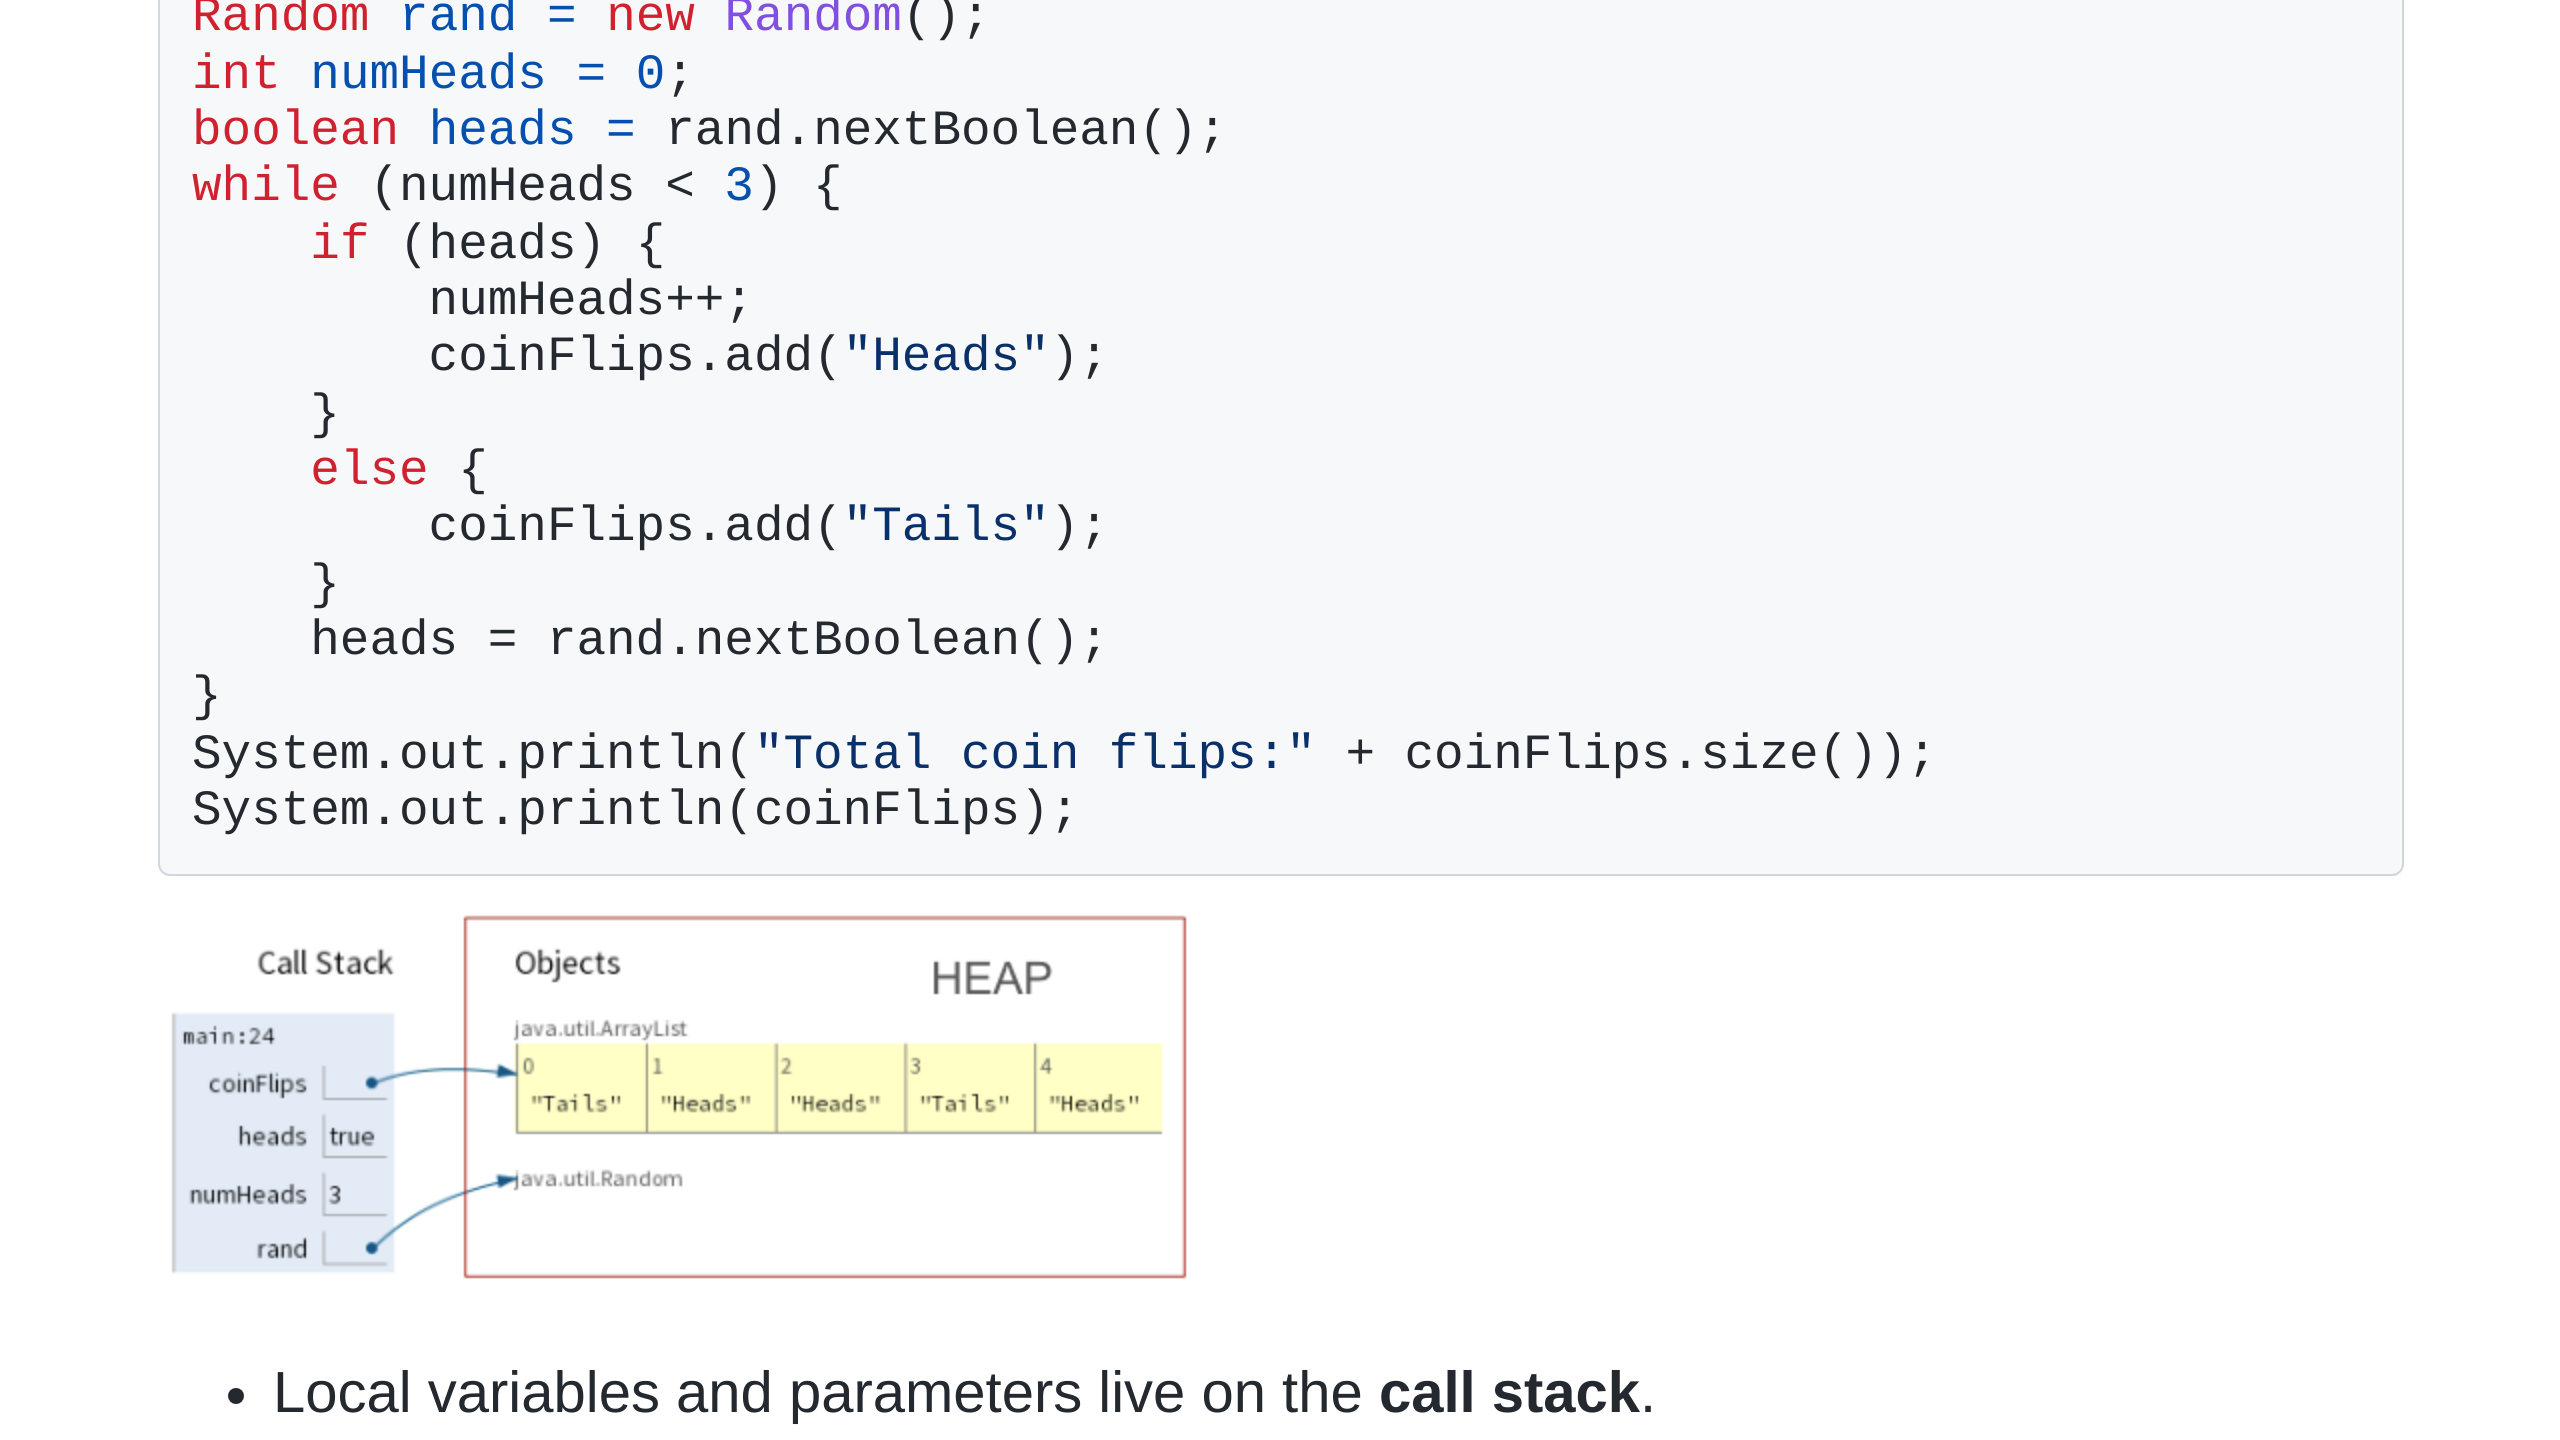 Random rand = new Random();
int numHeads = 0;
boolean heads = rand.nextBoolean();
while (numHeads < 3) {
    if (heads) {
        numHeads++;
        coinFlips.add("Heads");
    }
    else {
        coinFlips.add("Tails");
    }
    heads = rand.nextBoolean();
}
System.out.println("Total coin flips:" + coinFlips.size());
System.out.println(coinFlips);
Call Stack
main:24
coinFlips
heads true
numHeads 3
rand
Objects
HEAP
java.util.ArrayList
0 1 2 3 4
"Tails" "Heads" "Heads" "Tails" "Heads"
java.util.Random
• Local variables and parameters live on the call stack.